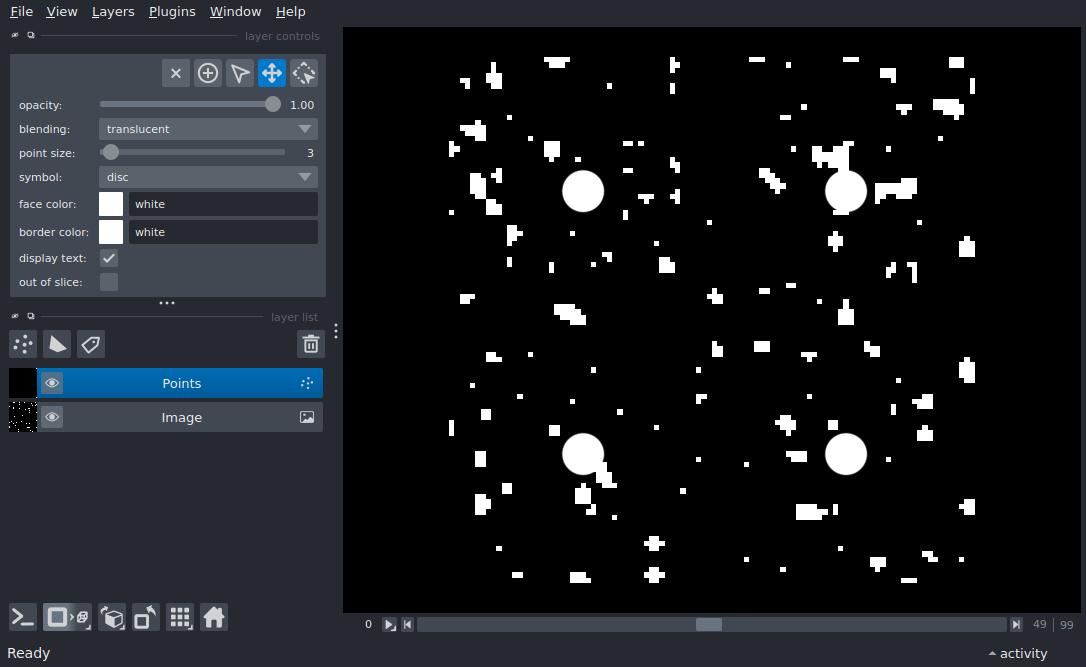 File View Layers Plugins Window Help
layer controls
opacity: 1.00
blending: translucent
point size: 3
symbol: disc
face color: white
border color: white
display text:
out of slice:
layer list
Points
Image
0 49 99
Ready activity